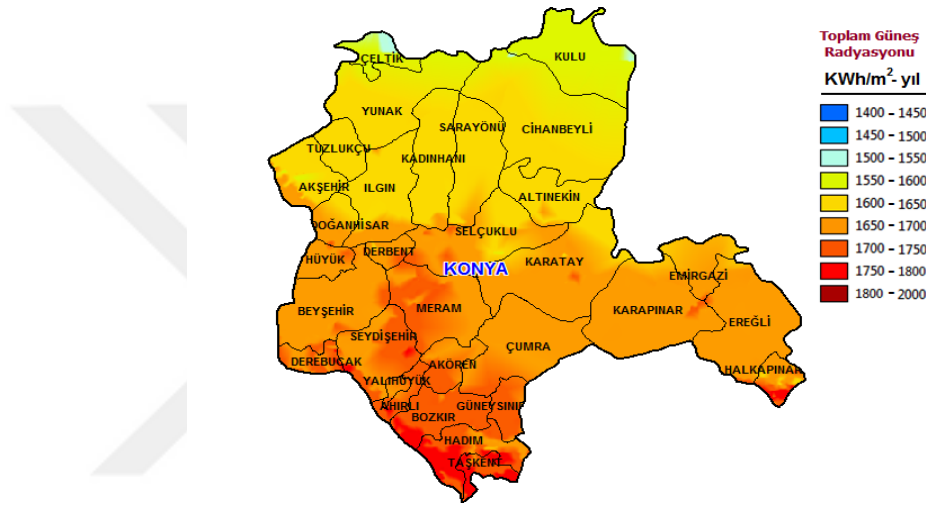 Toplam Güneş
Radyasyonu
KWh/m²- yıl
1400 - 1450
1450 - 1500
1500 - 1550
1550 - 1600
1600 - 1650
1650 - 1700
1700 - 1750
1750 - 1800
1800 - 2000
KULU
ÇELTİK
YUNAK
SARAYÖNÜ
CİHANBEYLİ
TUZLUKÇU
KADINHANI
AKŞEHİR
ILGIN
ALTINEKİN
DOĞANHİSAR
SELÇUKLU
DERBENT
HÜYÜK
KONYA
KARATAY
EMİRGAZİ
BEYŞEHİR
MERAM
KARAPINAR
EREĞLİ
SEYDİŞEHİR
ÇUMRA
DEREBUCAK
AKÖREN
HALKAPINAR
YALIHÜYÜK
AHIRLI
GÜNEYSINIF
BOZKIR
HADIM
TAŞKENT